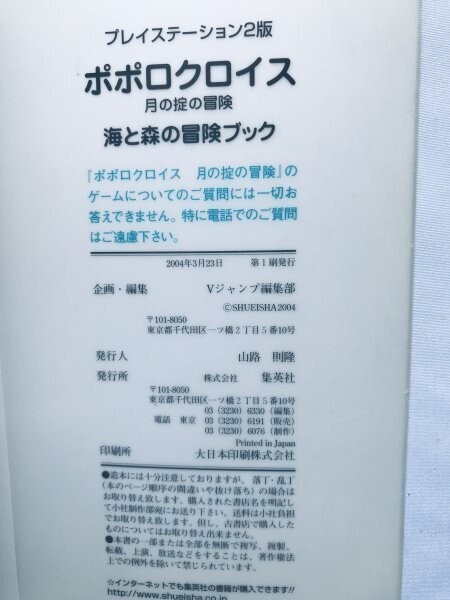 プレイステーション2版
ポポロクロイス
月の掟の冒険
海と森の冒険ブック
『ポポロクロイス　月の掟の冒険』の
ゲームについてのご質問には一切お
答えできません。特に電話でのご質問
はご遠慮下さい。
2004年3月23日　第1刷発行
企画・編集　Vジャンプ編集部
©SHUEISHA2004
〒101-8050
東京都千代田区一ツ橋2丁目5番10号
発行人　山路　則隆
発行所　株式会社　集英社
〒101-8050
東京都千代田区一ツ橋2丁目5番10号
03 (3230) 6330 (編集)
電話　東京　03 (3230) 6191 (販売)
03 (3230) 6076 (制作)
Printed in Japan
印刷所　大日本印刷株式会社
●造本には十分注意しておりますが、落丁・乱丁
(本のページ順序の間違いや抜け落ち)の場合は
お取り替え致します。購入された書店名を明記し
て小社制作部宛にお送り下さい。送料は小社負担
でお取り替え致します。但し、古書店で購入した
ものについてはお取り替え出来ません。
●本書の一部または全部を無断で複写、複製、
転載、上演、放送などをすることは、著作権法
上での例外を除いて禁じられています。
☆インターネットでも集英社の書籍が購入できます!!
http://www.shueisha.co.jp